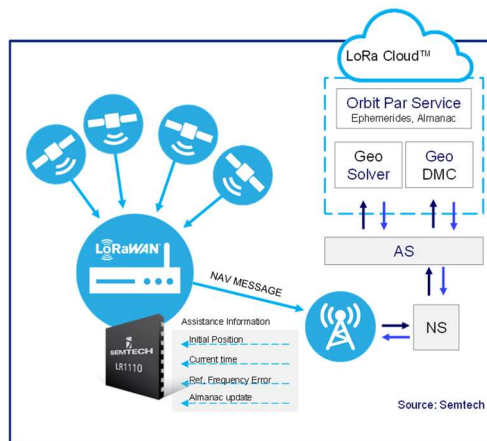 LoRa Cloud™
Orbit Par Service
Ephemerides, Almanac
Geo
Solver
Geo
DMC
AS
LoRaWAN
NAV MESSAGE
NS
SEMTECH
LR1110
Assistance Information
Initial Position
Current time
Ref, Frequency Error
Almanac update
Source: Semtech